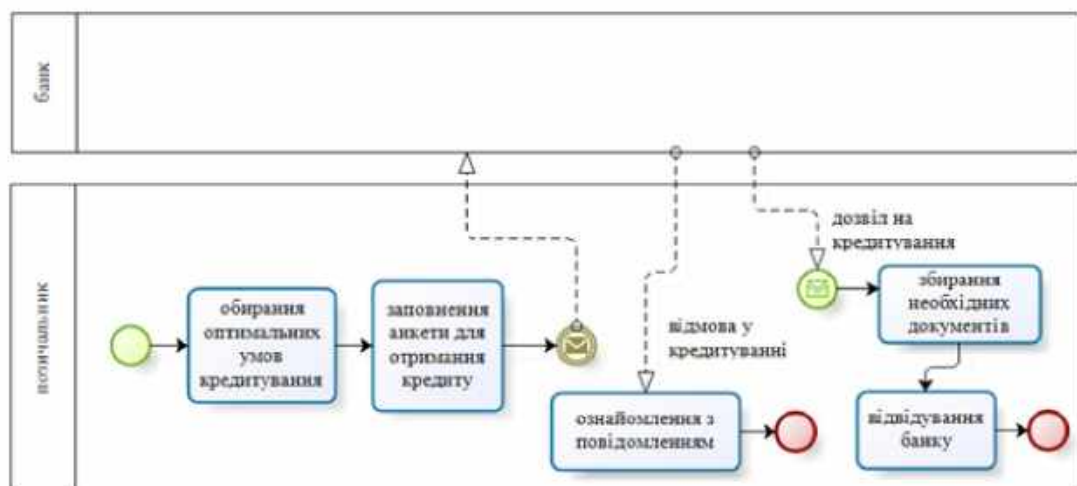 банк
позичальник
обирання
оптимальних
умов
кредитування
заповнення
анкети для
отримання
кредиту
відмова у
кредитуванні
ознайомлення з
повідомленням
дозвіл на
кредитування
збирання
необхідних
документів
відвідування
банку